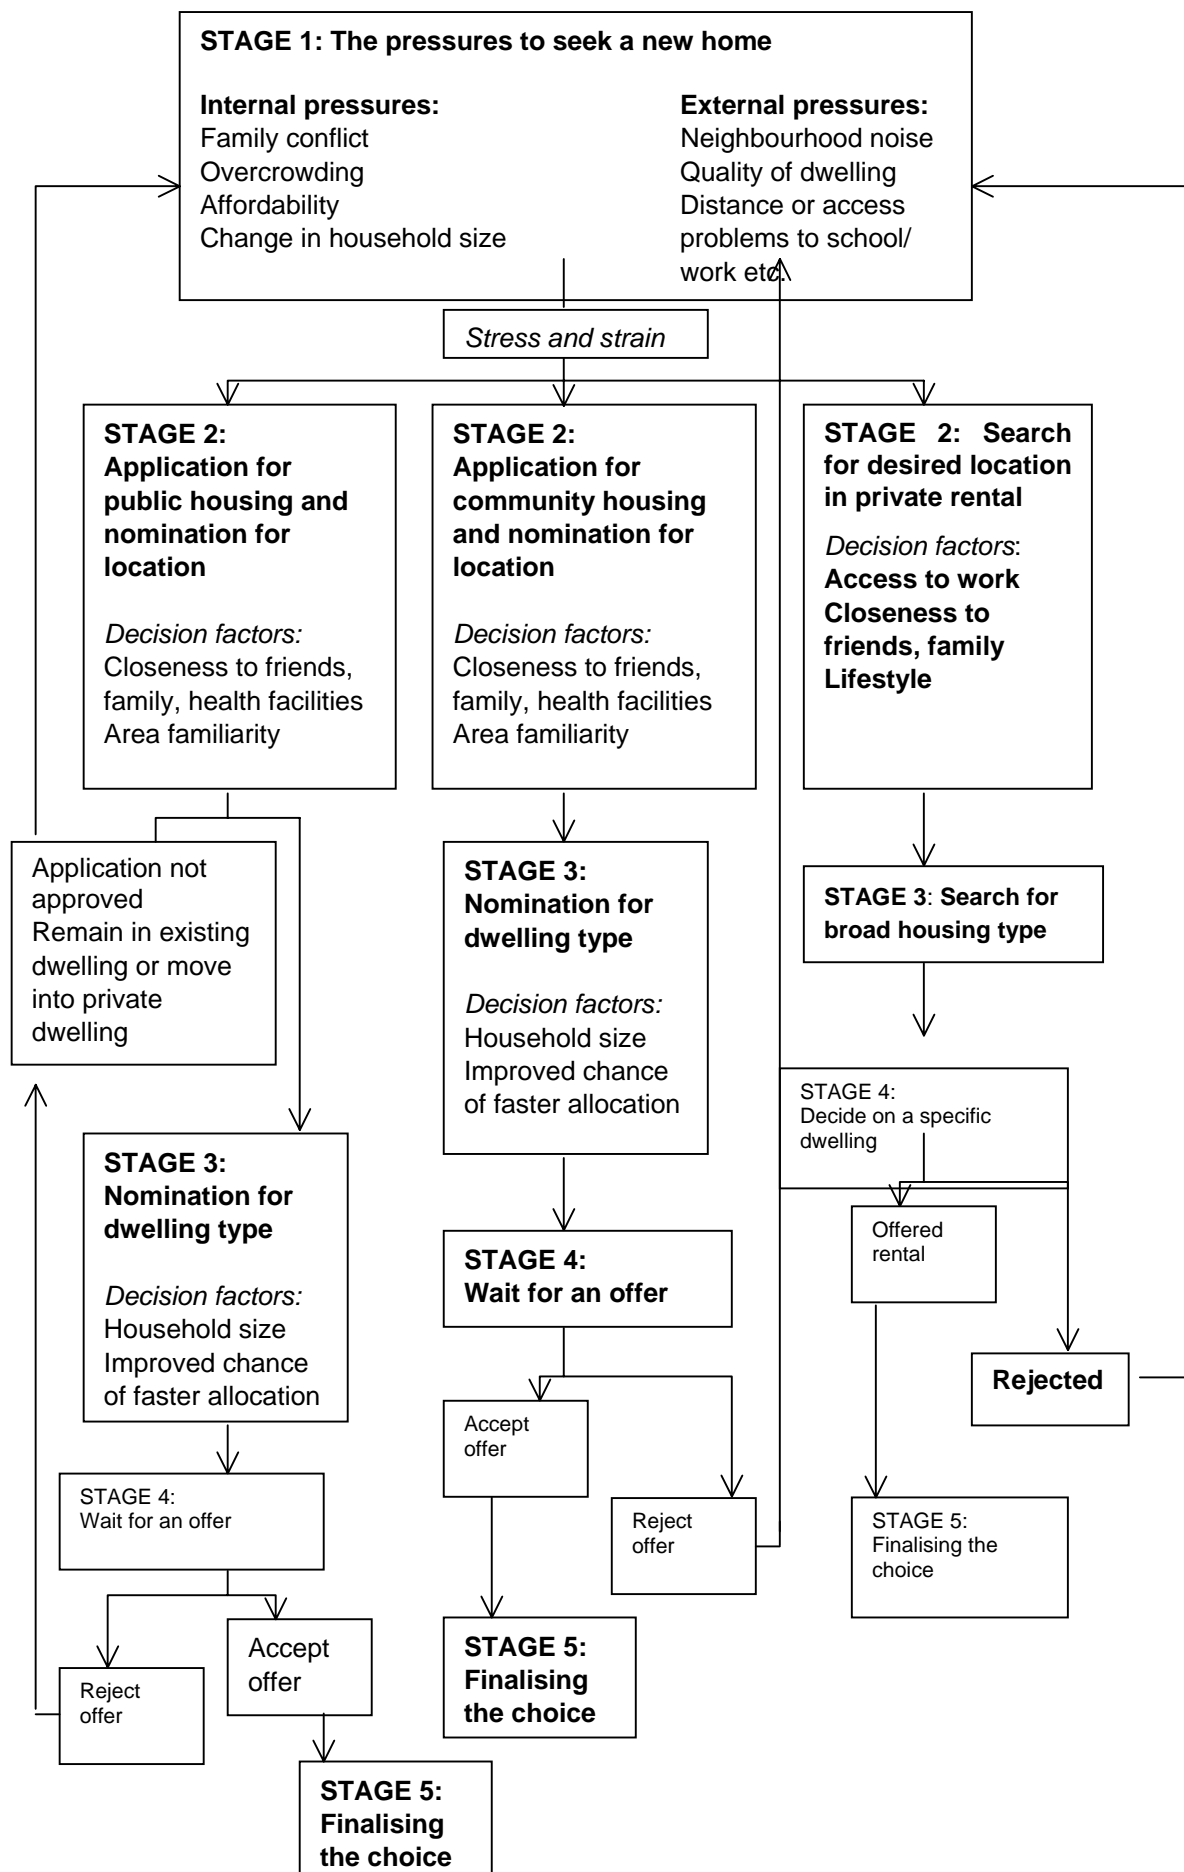 STAGE 1: The pressures to seek a new home
Internal pressures:
Family conflict
Overcrowding
Affordability
Change in household size
External pressures:
Neighbourhood noise
Quality of dwelling
Distance or access
problems to school/
work etc.
Stress and strain
STAGE 2:
Application for
public housing and
nomination for
location
Decision factors:
Closeness to friends,
family, health facilities
Area familiarity
STAGE 2:
Application for
community housing
and nomination for
location
Decision factors:
Closeness to friends,
family, health facilities
Area familiarity
STAGE 2: Search
for desired location
in private rental
Decision factors:
Access to work
Closeness to
friends, family
Lifestyle
Application not
approved
Remain in existing
dwelling or move
into private
dwelling
STAGE 3:
Nomination for
dwelling type
Decision factors:
Household size
Improved chance
of faster allocation
STAGE 3: Search for
broad housing type
STAGE 4:
Decide on a specific
dwelling
STAGE 3:
Nomination for
dwelling type
Decision factors:
Household size
Improved chance
of faster allocation
STAGE 4:
Wait for an offer
Offered
rental
Rejected
Accept
offer
STAGE 4:
Wait for an offer
Reject
offer
STAGE 5:
Finalising the
choice
Accept
offer
Reject
offer
STAGE 5:
Finalising
the choice
STAGE 5:
Finalising
the choice